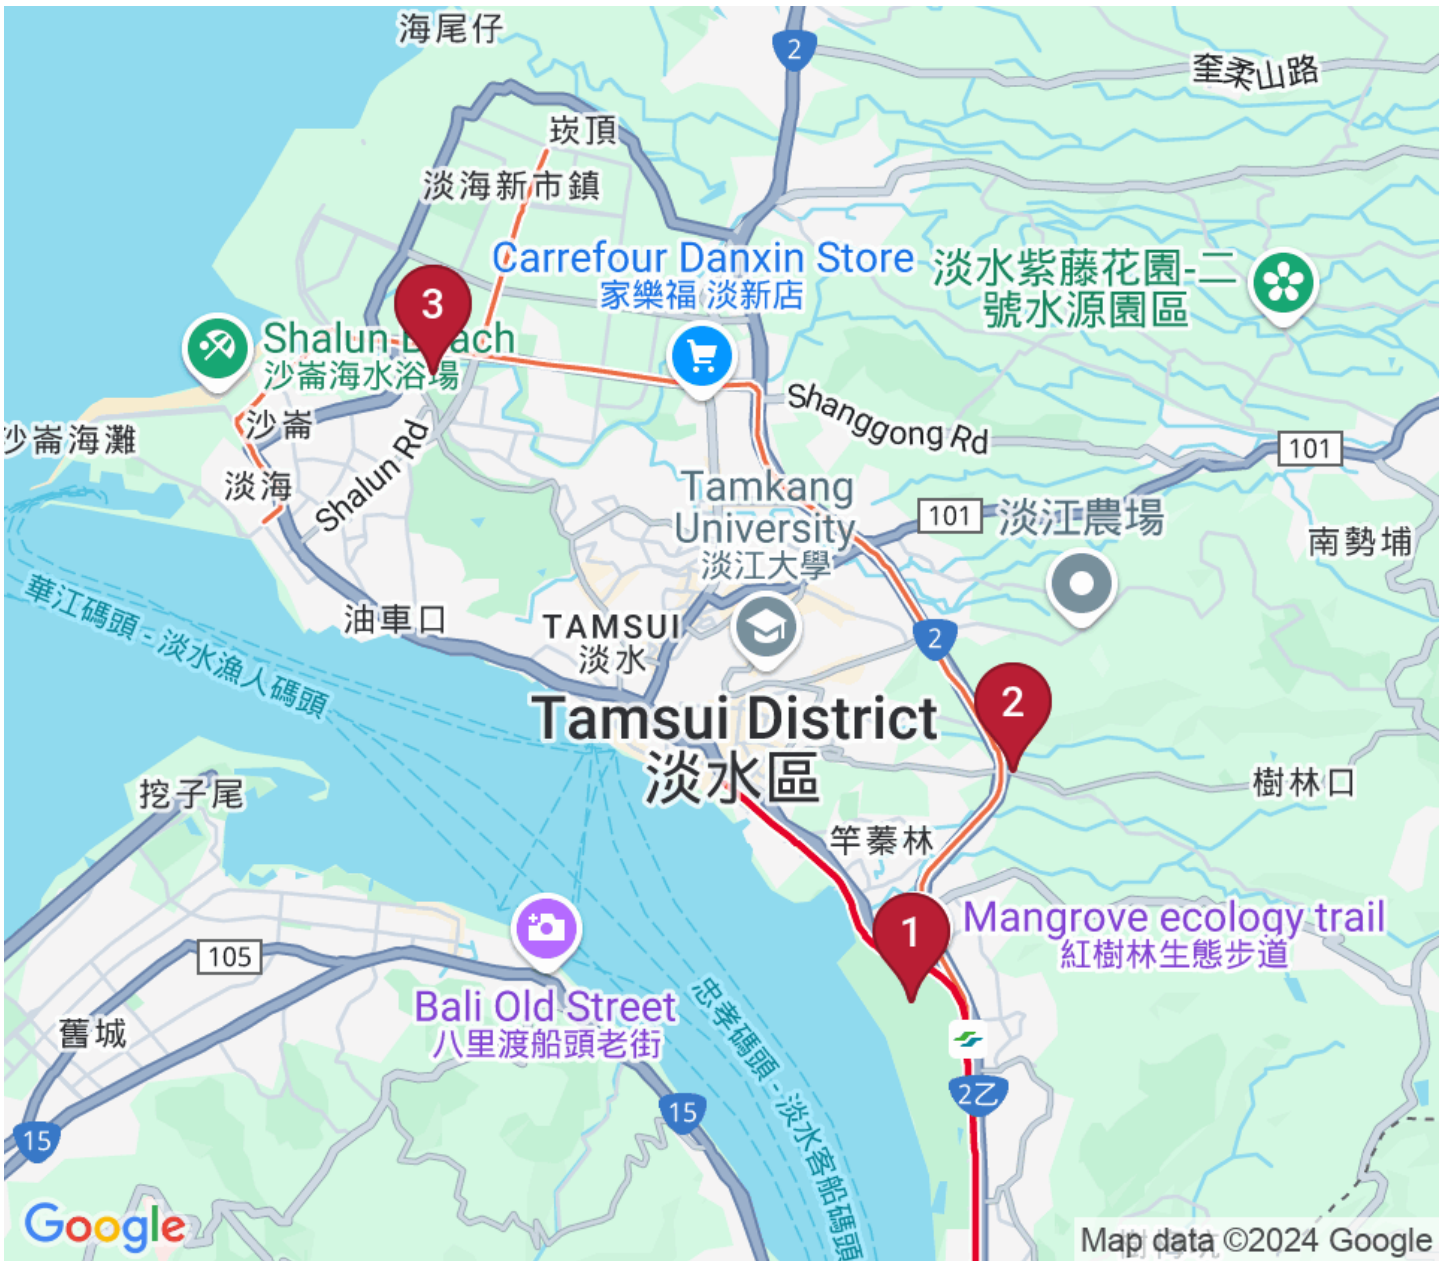 海尾仔
2
奎柔山路
崁頂
淡海新市鎮
Carrefour Danxin Store
家樂福 淡新店
淡水紫藤花園-二
號水源園區
3
Shalun Beach
沙崙海水浴場
Shanggong Rd
沙崙
沙崙海灘
101
淡海
Shalun Rd
Tamkang
University
淡江大學
101
淡江農場
南勢埔
華江碼頭 - 淡水漁人碼頭
油車口
TAMSUI
淡水
2
2
Tamsui District
淡水區
挖子尾
樹林口
竿蓁林
1
Mangrove ecology trail
紅樹林生態步道
105
Bali Old Street
八里渡船頭老街
舊城
忠孝碼頭 - 淡水客船碼頭
2乙
15
15
Google
Map data ©2024 Google